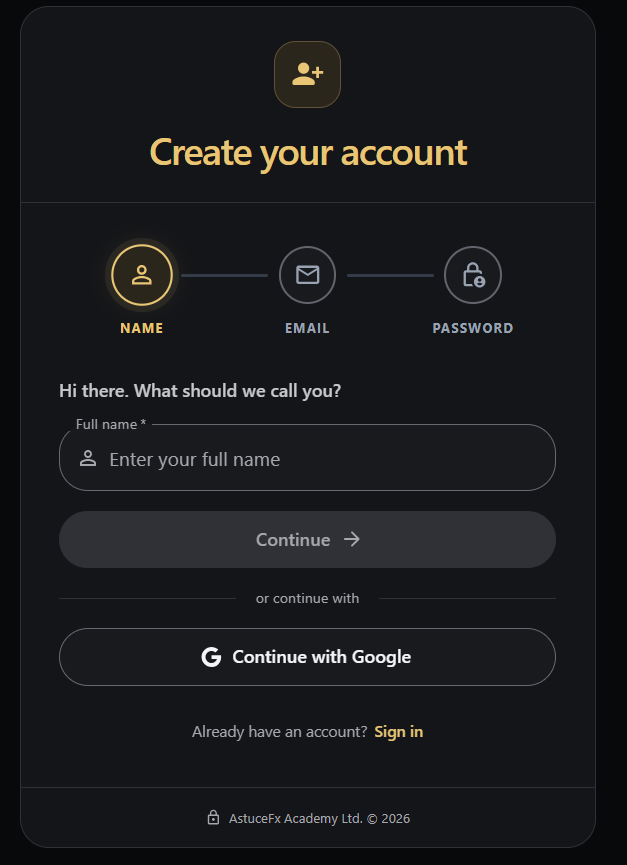 Create your account
NAME
EMAIL
PASSWORD
Hi there. What should we call you?
Full name *
Enter your full name
Continue
or continue with
Continue with Google
Already have an account? Sign in
AstuceFx Academy Ltd. © 2026